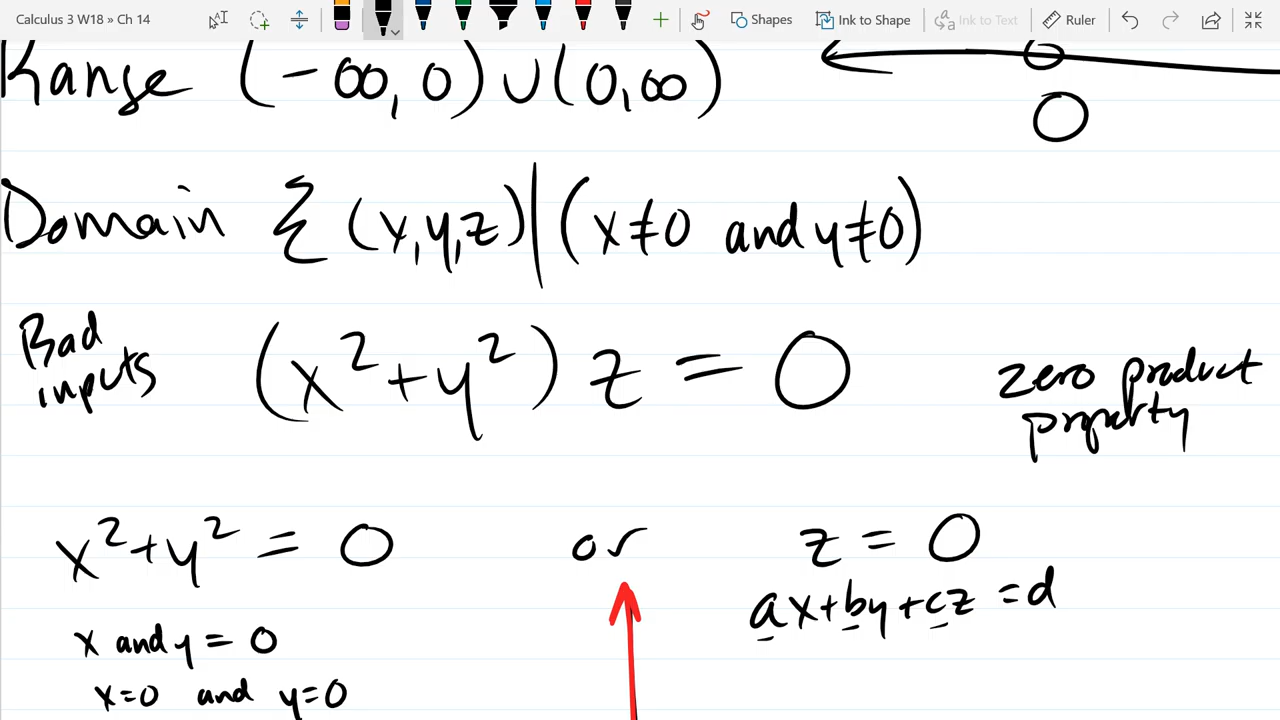 Calculus 3 W18 » Ch 14
Shapes
Ink to Shape
Ink to Text
Ruler
Range (-∞, 0) ∪ (0, ∞)
0
Domain { (x, y, z) | (x ≠ 0 and y ≠ 0)
Bad
inputs
(x² + y²) z = 0
zero product
property
x² + y² = 0 or z = 0
ax + by + cz = d
x and y = 0
x = 0 and y = 0